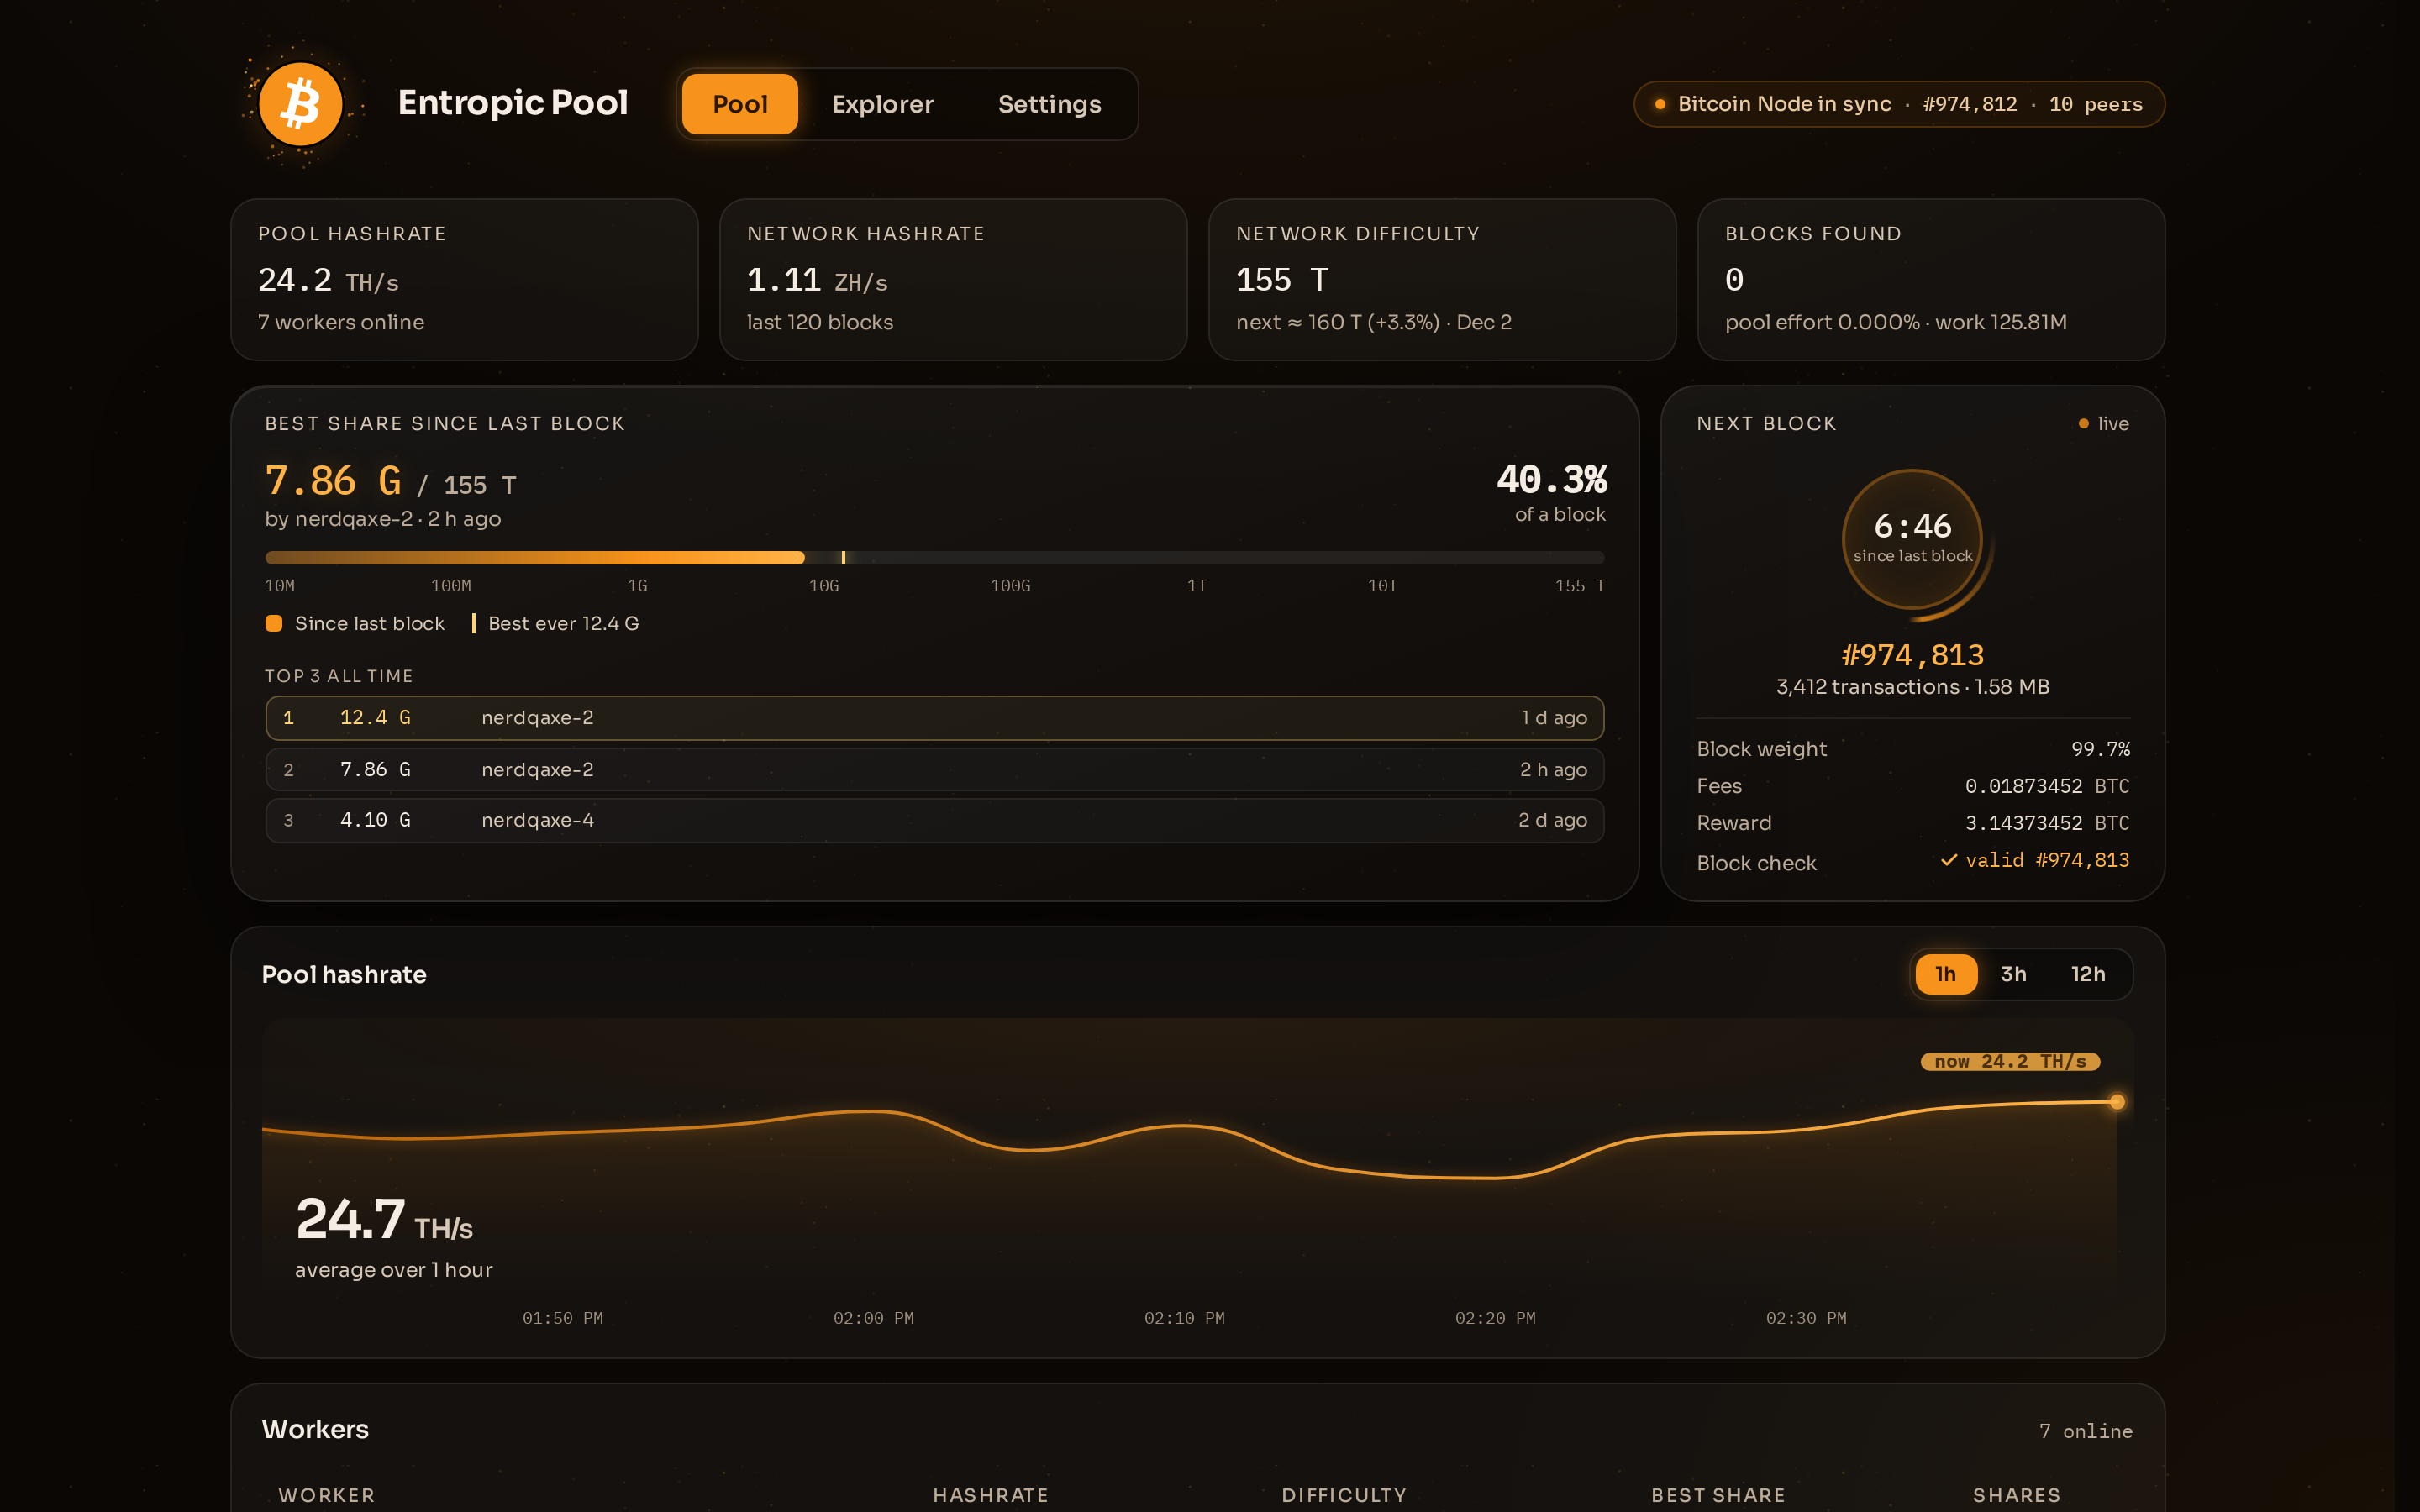 Entropic Pool
Pool
Explorer
Settings
Bitcoin Node in sync · #974,812 · 10 peers
POOL HASHRATE
24.2 TH/s
7 workers online
NETWORK HASHRATE
1.11 ZH/s
last 120 blocks
NETWORK DIFFICULTY
155 T
next ≈ 160 T (+3.3%) · Dec 2
BLOCKS FOUND
0
pool effort 0.000% · work 125.81M
BEST SHARE SINCE LAST BLOCK
7.86 G / 155 T
by nerdqaxe-2 · 2 h ago
40.3%
of a block
10M 100M 1G 10G 100G 1T 10T 155 T
Since last block Best ever 12.4 G
TOP 3 ALL TIME
1 12.4 G nerdqaxe-2 1 d ago
2 7.86 G nerdqaxe-2 2 h ago
3 4.10 G nerdqaxe-4 2 d ago
NEXT BLOCK
live
6:46
since last block
#974,813
3,412 transactions · 1.58 MB
Block weight 99.7%
Fees 0.01873452 BTC
Reward 3.14373452 BTC
Block check ✓ valid #974,813
Pool hashrate
1h 3h 12h
now 24.2 TH/s
24.7 TH/s
average over 1 hour
01:50 PM 02:00 PM 02:10 PM 02:20 PM 02:30 PM
Workers
7 online
WORKER HASHRATE DIFFICULTY BEST SHARE SHARES